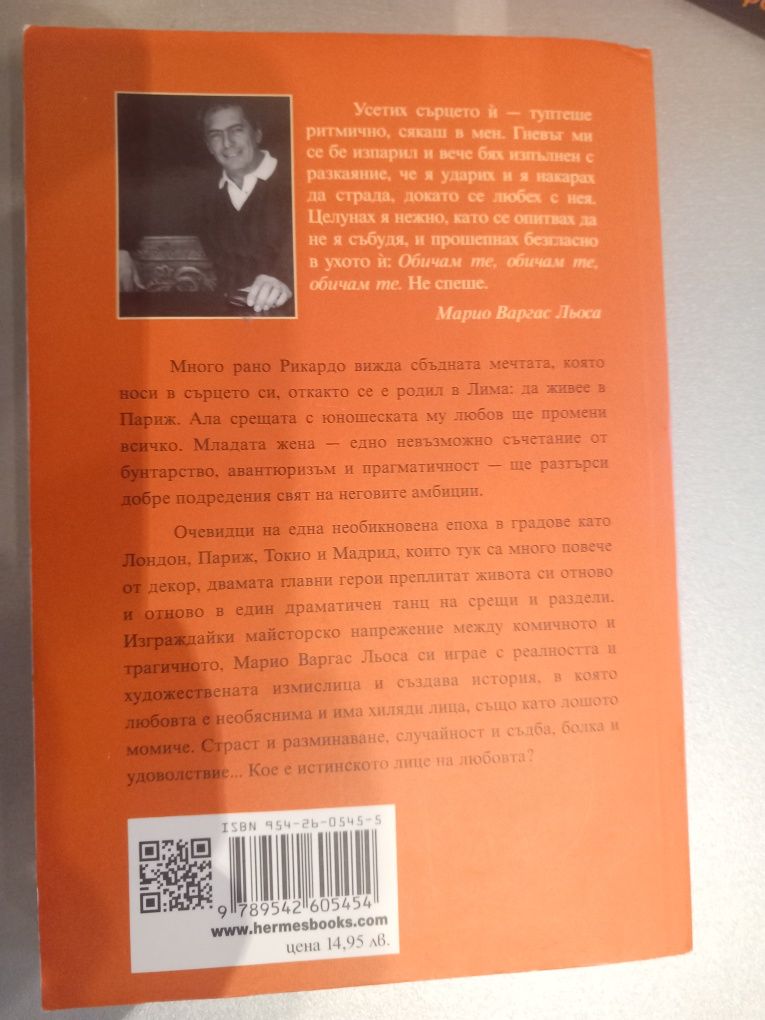 Усетих сърцето ѝ — туптеше
ритмично, сякаш в мен. Гневът ми
се бе изпарил и вече бях изпълнен с
разкаяние, че я ударих и я накарах
да страда, докато се любех с нея.
Целунах я нежно, като се опитвах да
не я събудя, и прошепнах безгласно
в ухото ѝ: Обичам те, обичам те,
обичам те. Не спеше.
Марио Варгас Льоса
Много рано Рикардо вижда сбъдната мечтата, която
носи в сърцето си, откакто се е родил в Лима: да живее в
Париж. Ала срещата с юношеската му любов ще промени
всичко. Младата жена — едно невъзможно съчетание от
бунтарство, авантюризъм и прагматичност — ще разтърси
добре подредения свят на неговите амбиции.
Очевидци на една необикновена епоха в градове като
Лондон, Париж, Токио и Мадрид, които тук са много повече
от декор, двамата главни герои преплитат живота си отново
и отново в един драматичен танц на срещи и раздели.
Изграждайки майсторско напрежение между комичното и
трагичното, Марио Варгас Льоса си играе с реалността и
художествената измислица и създава история, в която
любовта е необяснима и има хиляди лица, също като лошото
момиче. Страст и разминаване, случайност и съдба, болка и
удоволствие... Кое е истинското лице на любовта?
ISBN 954-26-0545-5
9 789542 605454
www.hermesbooks.com
цена 14,95 лв.